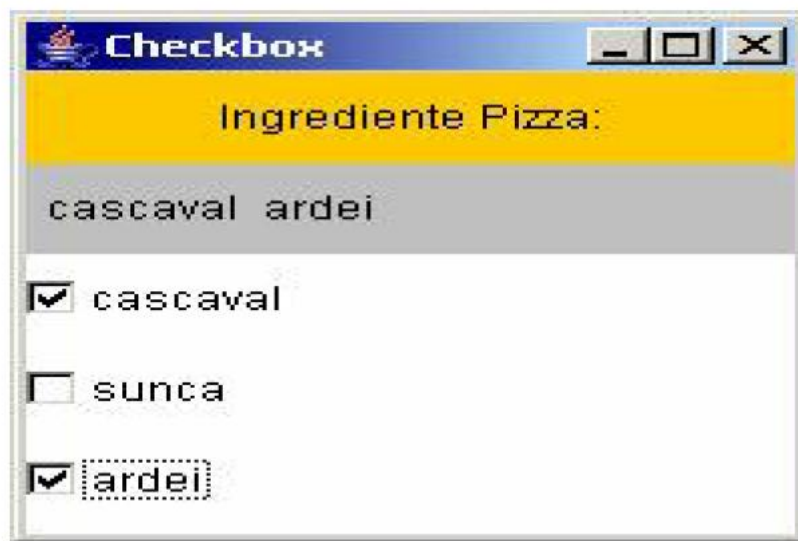 Checkbox
Ingrediente Pizza:
cascaval ardei
cascaval
sunca
ardei